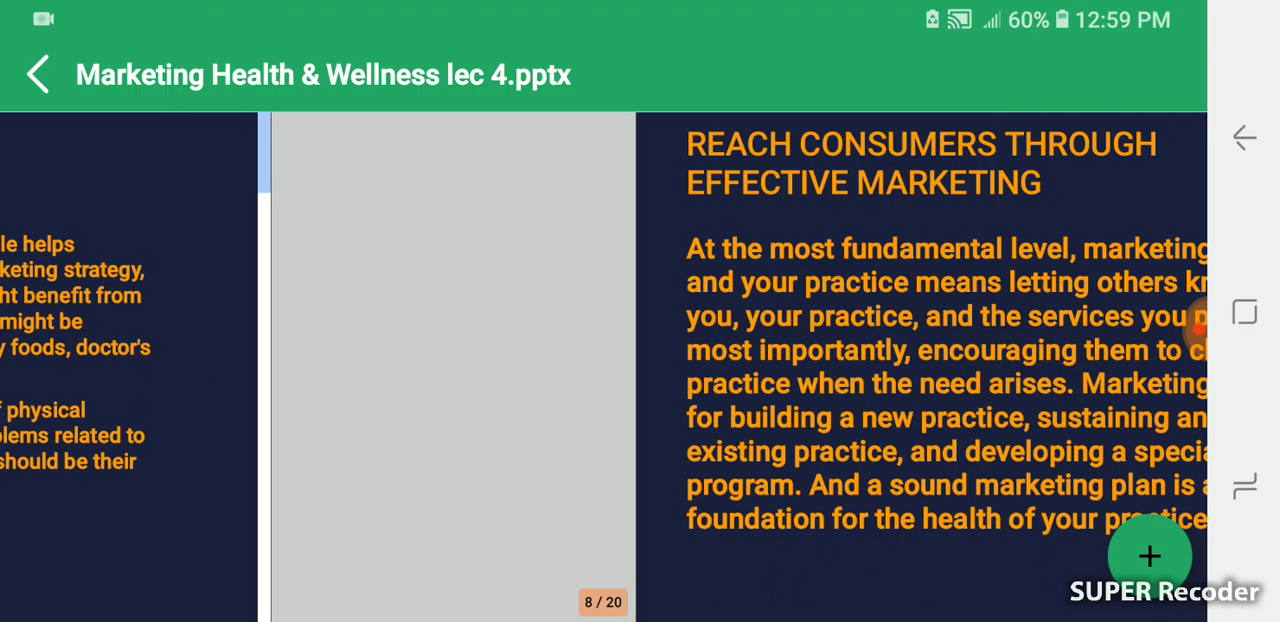 60% 12:59 PM
Marketing Health & Wellness lec 4.pptx
le helps
keting strategy,
ht benefit from
might be
y foods, doctor's
f physical
lems related to
should be their
REACH CONSUMERS THROUGH
EFFECTIVE MARKETING
At the most fundamental level, marketing
and your practice means letting others kn
you, your practice, and the services you p
most importantly, encouraging them to ch
practice when the need arises. Marketing
for building a new practice, sustaining an
existing practice, and developing a specia
program. And a sound marketing plan is a
foundation for the health of your practice
8 / 20
+
SUPER Recoder